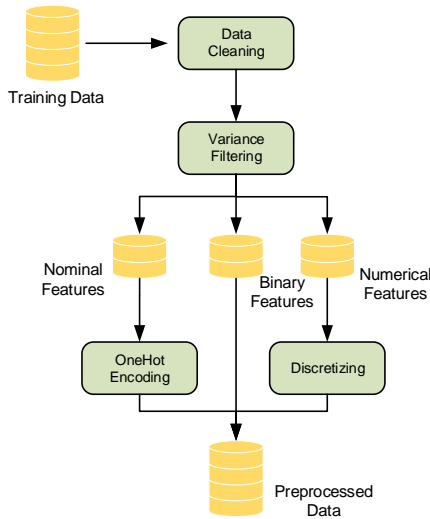 Data
Cleaning
Training Data
Variance
Filtering
Nominal
Features
Binary
Features
Numerical
Features
OneHot
Encoding
Discretizing
Preprocessed
Data